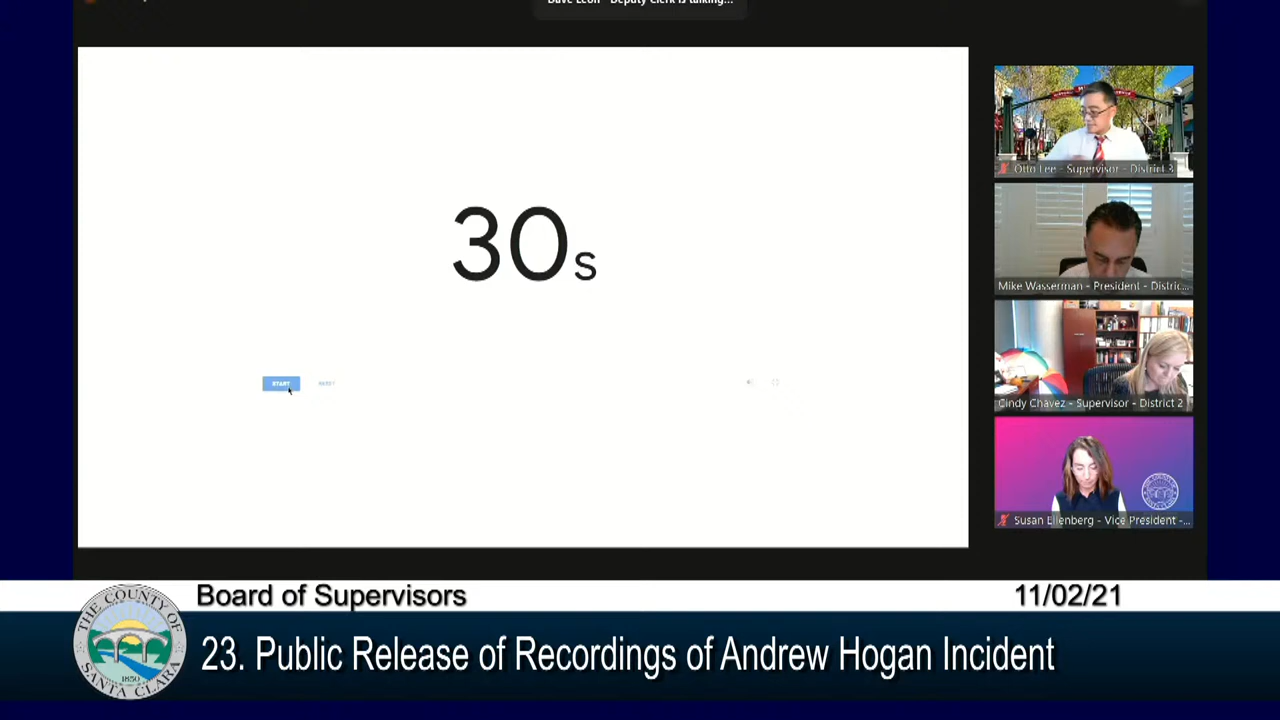 Dave Leon - Deputy Clerk is talking...
30s
START
RESET
Otto Lee - Supervisor - District 3
Mike Wasserman - President - Distric...
Cindy Chavez - Supervisor - District 2
Susan Ellenberg - Vice President -...
Board of Supervisors
11/02/21
23. Public Release of Recordings of Andrew Hogan Incident
THE COUNTY OF
SANTA CLARA
1850